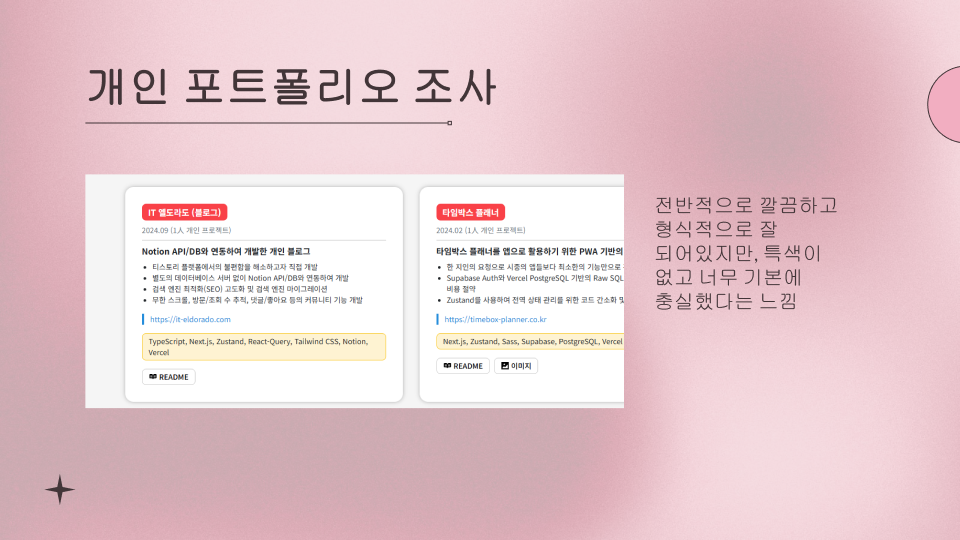 개인 포트폴리오 조사
IT 엘도라도 (블로그)
2024.09 (1人 개인 프로젝트)
Notion API/DB와 연동하여 개발한 개인 블로그
티스토리 플랫폼에서의 불편함을 해소하고자 직접 개발
별도의 데이터베이스 서버 없이 Notion API/DB와 연동하여 개발
검색 엔진 최적화(SEO) 고도화 및 검색 엔진 마이그레이션
무한 스크롤, 방문/조회 수 추적, 댓글/좋아요 등의 커뮤니티 기능 개발
https://it-eldorado.com
TypeScript, Next.js, Zustand, React-Query, Tailwind CSS, Notion,
Vercel
README
타임박스 플래너
2024.02 (1人 개인 프로젝트)
타임박스 플래너를 앱으로 활용하기 위한 PWA 기반의
한 지인의 요청으로 시중의 앱들보다 최소한의 기능만으로
Supabase Auth와 Vercel PostgreSQL 기반의 Raw SQL
비용 절약
Zustand를 사용하여 전역 상태 관리를 위한 코드 간소화 및
https://timebox-planner.co.kr
Next.js, Zustand, Sass, Supabase, PostgreSQL, Vercel
README
이미지
전반적으로 깔끔하고
형식적으로 잘
되어있지만, 특색이
없고 너무 기본에
충실했다는 느낌